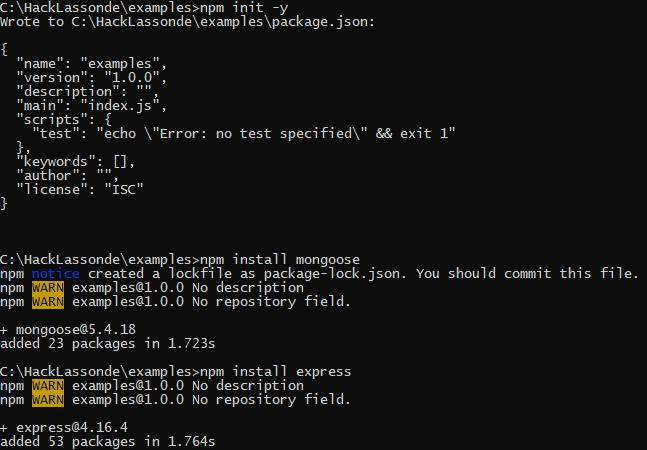 C:\HackLassonde\examples>npm init -y
Wrote to C:\HackLassonde\examples\package.json:
{
  "name": "examples",
  "version": "1.0.0",
  "description": "",
  "main": "index.js",
  "scripts": {
    "test": "echo \"Error: no test specified\" && exit 1"
  },
  "keywords": [],
  "author": "",
  "license": "ISC"
}
C:\HackLassonde\examples>npm install mongoose
npm notice created a lockfile as package-lock.json. You should commit this file.
npm WARN examples@1.0.0 No description
npm WARN examples@1.0.0 No repository field.
+ mongoose@5.4.18
added 23 packages in 1.723s
C:\HackLassonde\examples>npm install express
npm WARN examples@1.0.0 No description
npm WARN examples@1.0.0 No repository field.
+ express@4.16.4
added 53 packages in 1.764s